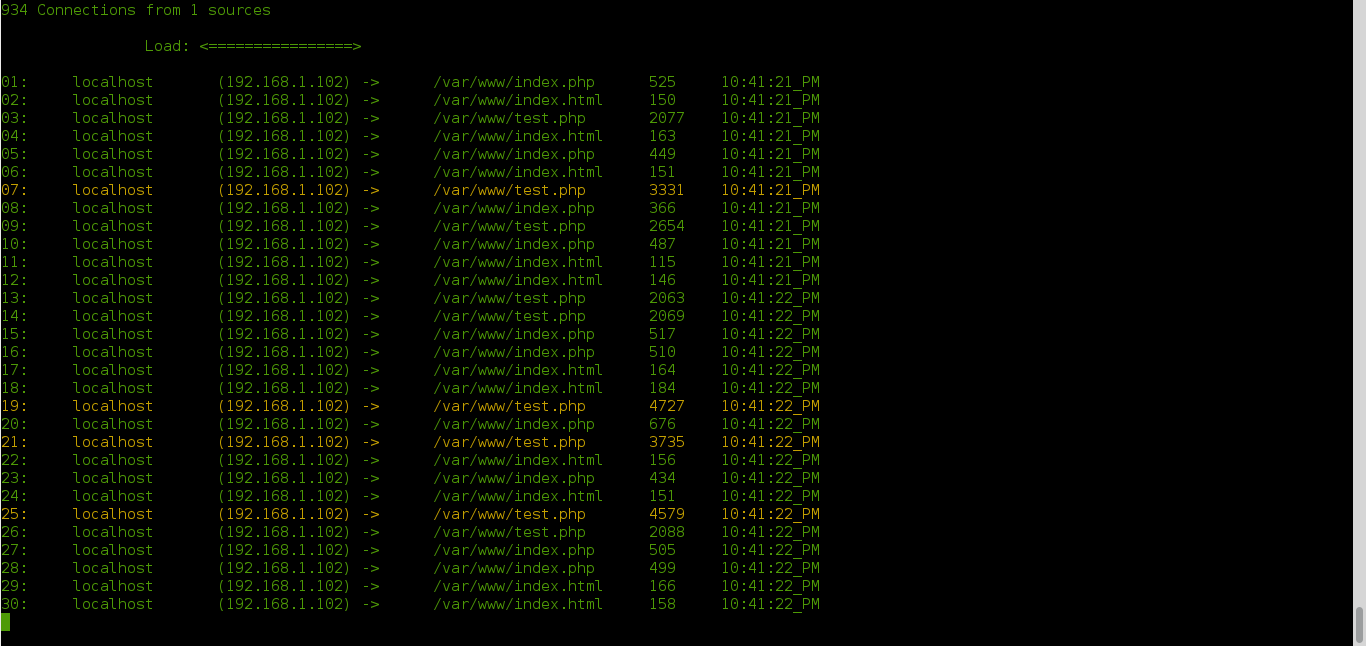 934 Connections from 1 sources
Load: <================>
01: localhost (192.168.1.102) -> /var/www/index.php 525 10:41:21_PM
02: localhost (192.168.1.102) -> /var/www/index.html 150 10:41:21_PM
03: localhost (192.168.1.102) -> /var/www/test.php 2077 10:41:21_PM
04: localhost (192.168.1.102) -> /var/www/index.html 163 10:41:21_PM
05: localhost (192.168.1.102) -> /var/www/index.php 449 10:41:21_PM
06: localhost (192.168.1.102) -> /var/www/index.html 151 10:41:21_PM
07: localhost (192.168.1.102) -> /var/www/test.php 3331 10:41:21_PM
08: localhost (192.168.1.102) -> /var/www/index.php 366 10:41:21_PM
09: localhost (192.168.1.102) -> /var/www/test.php 2654 10:41:21_PM
10: localhost (192.168.1.102) -> /var/www/index.php 487 10:41:21_PM
11: localhost (192.168.1.102) -> /var/www/index.html 115 10:41:21_PM
12: localhost (192.168.1.102) -> /var/www/index.html 146 10:41:21_PM
13: localhost (192.168.1.102) -> /var/www/test.php 2063 10:41:22_PM
14: localhost (192.168.1.102) -> /var/www/test.php 2069 10:41:22_PM
15: localhost (192.168.1.102) -> /var/www/index.php 517 10:41:22_PM
16: localhost (192.168.1.102) -> /var/www/index.php 510 10:41:22_PM
17: localhost (192.168.1.102) -> /var/www/index.html 164 10:41:22_PM
18: localhost (192.168.1.102) -> /var/www/index.html 184 10:41:22_PM
19: localhost (192.168.1.102) -> /var/www/test.php 4727 10:41:22_PM
20: localhost (192.168.1.102) -> /var/www/index.php 676 10:41:22_PM
21: localhost (192.168.1.102) -> /var/www/test.php 3735 10:41:22_PM
22: localhost (192.168.1.102) -> /var/www/index.html 156 10:41:22_PM
23: localhost (192.168.1.102) -> /var/www/index.php 434 10:41:22_PM
24: localhost (192.168.1.102) -> /var/www/index.html 151 10:41:22_PM
25: localhost (192.168.1.102) -> /var/www/test.php 4579 10:41:22_PM
26: localhost (192.168.1.102) -> /var/www/test.php 2088 10:41:22_PM
27: localhost (192.168.1.102) -> /var/www/index.php 505 10:41:22_PM
28: localhost (192.168.1.102) -> /var/www/index.php 499 10:41:22_PM
29: localhost (192.168.1.102) -> /var/www/index.html 166 10:41:22_PM
30: localhost (192.168.1.102) -> /var/www/index.html 158 10:41:22_PM